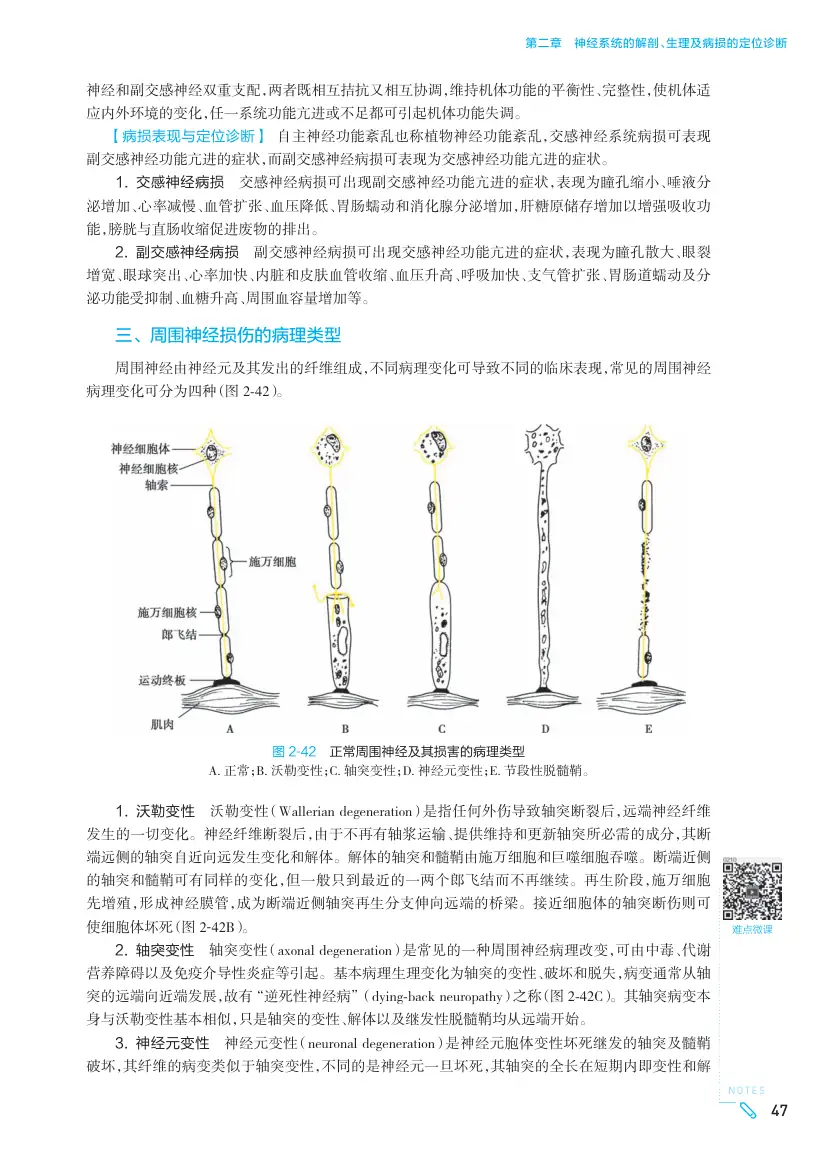 第二章 神经系统的解剖、生理及病损的定位诊断
神经和副交感神经双重支配,两者既相互拮抗又相互协调,维持机体功能的平衡性、完整性,使机体适
应内外环境的变化,任一系统功能亢进或不足都可引起机体功能失调。
【病损表现与定位诊断】 自主神经功能紊乱也称植物神经功能紊乱,交感神经系统病损可表现
副交感神经功能亢进的症状,而副交感神经病损可表现为交感神经功能亢进的症状。
1. 交感神经病损 交感神经病损可出现副交感神经功能亢进的症状,表现为瞳孔缩小、唾液分
泌增加、心率减慢、血管扩张、血压降低、胃肠蠕动和消化腺分泌增加,肝糖原储存增加以增强吸收功
能,膀胱与直肠收缩促进废物的排出。
2. 副交感神经病损 副交感神经病损可出现交感神经功能亢进的症状,表现为瞳孔散大、眼裂
增宽、眼球突出、心率加快、内脏和皮肤血管收缩、血压升高、呼吸加快、支气管扩张、胃肠道蠕动及分
泌功能受抑制、血糖升高、周围血容量增加等。
三、周围神经损伤的病理类型
周围神经由神经元及其发出的纤维组成,不同病理变化可导致不同的临床表现,常见的周围神经
病理变化可分为四种(图 2-42)。
神经细胞体
神经细胞核
轴索
施万细胞
施万细胞核
郎飞结
运动终板
肌肉
A B C D E
图 2-42 正常周围神经及其损害的病理类型
A. 正常;B. 沃勒变性;C. 轴突变性;D. 神经元变性;E. 节段性脱髓鞘。
1. 沃勒变性 沃勒变性(Wallerian degeneration)是指任何外伤导致轴突断裂后,远端神经纤维
发生的一切变化。神经纤维断裂后,由于不再有轴浆运输、提供维持和更新轴突所必需的成分,其断
端远侧的轴突自近向远发生变化和解体。解体的轴突和髓鞘由施万细胞和巨噬细胞吞噬。断端近侧
的轴突和髓鞘可有同样的变化,但一般只到最近的一两个郎飞结而不再继续。再生阶段,施万细胞
先增殖,形成神经膜管,成为断端近侧轴突再生分支伸向远端的桥梁。接近细胞体的轴突断伤则可
使细胞体坏死(图 2-42B)。
难点微课
2. 轴突变性 轴突变性(axonal degeneration)是常见的一种周围神经病理改变,可由中毒、代谢
营养障碍以及免疫介导性炎症等引起。基本病理生理变化为轴突的变性、破坏和脱失,病变通常从轴
突的远端向近端发展,故有“逆死性神经病”(dying-back neuropathy)之称(图 2-42C)。其轴突病变本
身与沃勒变性基本相似,只是轴突的变性、解体以及继发性脱髓鞘均从远端开始。
3. 神经元变性 神经元变性(neuronal degeneration)是神经元胞体变性坏死继发的轴突及髓鞘
破坏,其纤维的病变类似于轴突变性,不同的是神经元一旦坏死,其轴突的全长在短期内即变性和解
NOTES
47